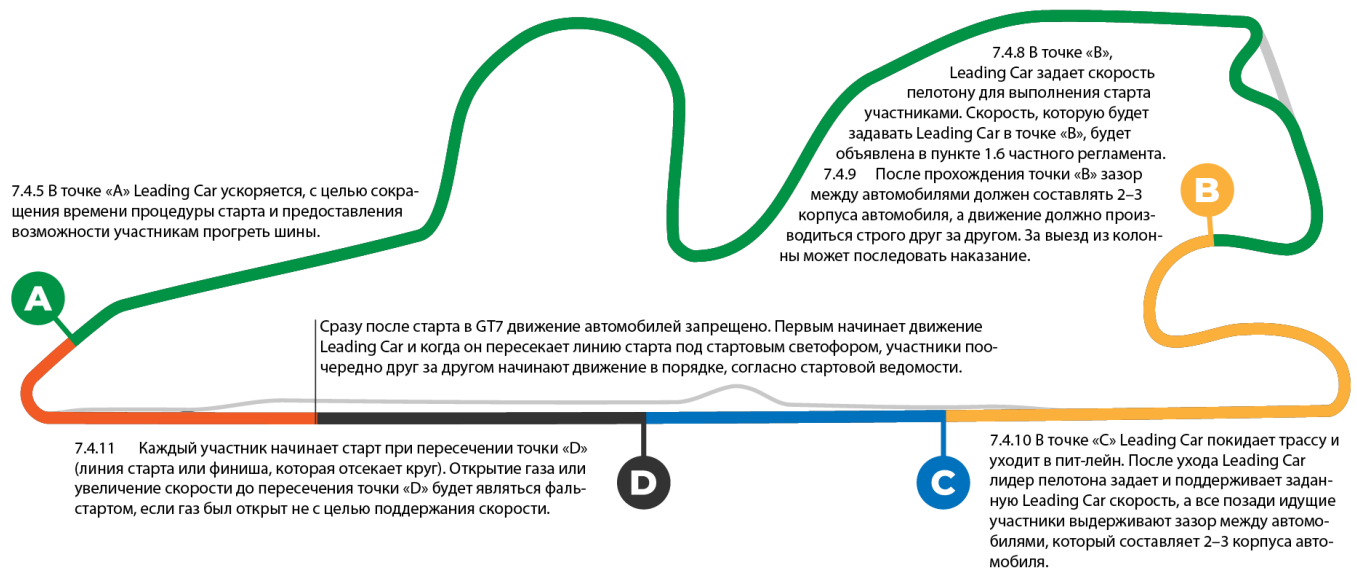 7.4.8 В точке «B»,
Leading Car задает скорость
пелотону для выполнения старта
участниками. Скорость, которую будет
задавать Leading Car в точке «B», будет
объявлена в пункте 1.6 частного регламента.
7.4.9 После прохождения точки «B» зазор
между автомобилями должен составлять 2–3
корпуса автомобиля, а движение должно произ-
водиться строго друг за другом. За выезд из колон-
ны может последовать наказание.
B
7.4.5 В точке «A» Leading Car ускоряется, с целью сокра-
щения времени процедуры старта и предоставления
возможности участникам прогреть шины.
A
Сразу после старта в GT7 движение автомобилей запрещено. Первым начинает движение
Leading Car и когда он пересекает линию старта под стартовым светофором, участники поо-
чередно друг за другом начинают движение в порядке, согласно стартовой ведомости.
7.4.11 Каждый участник начинает старт при пересечении точки «D»
(линия старта или финиша, которая отсекает круг). Открытие газа или
увеличение скорости до пересечения точки «D» будет являться фаль-
стартом, если газ был открыт не с целью поддержания скорости.
D
C
7.4.10 В точке «C» Leading Car покидает трассу и
уходит в пит-лейн. После ухода Leading Car
лидер пелотона задает и поддерживает задан-
ную Leading Car скорость, а все позади идущие
участники выдерживают зазор между автомо-
билями, который составляет 2–3 корпуса авто-
мобиля.